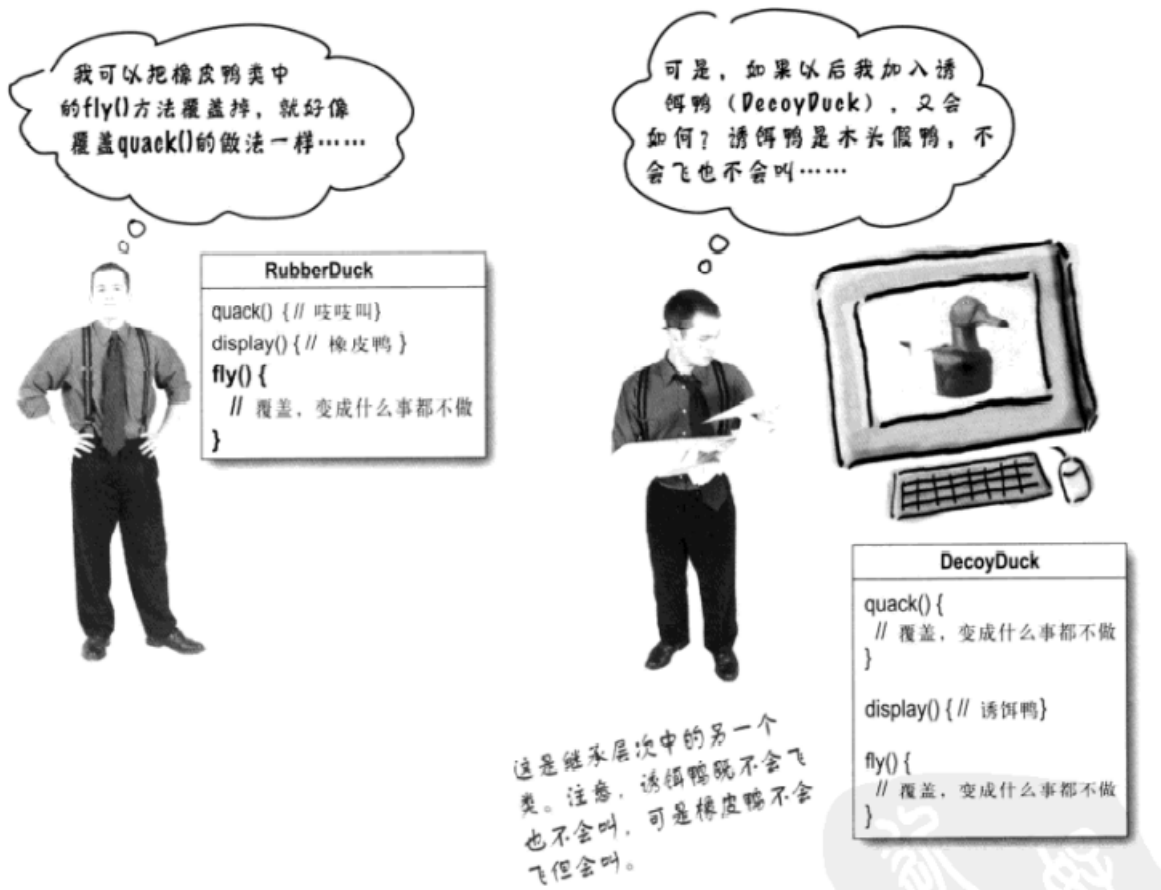 我可以把橡皮鸭类中
的fly()方法覆盖掉，就好像
覆盖quack()的做法一样……
RubberDuck
quack() {// 吱吱叫}
display() {// 橡皮鸭 }
fly() {
// 覆盖，变成什么事都不做
}
可是，如果以后我加入诱
饵鸭（DecoyDuck），又会
如何？诱饵鸭是木头假鸭，不
会飞也不会叫……
DecoyDuck
quack() {
// 覆盖，变成什么事都不做
}
display() {// 诱饵鸭}
fly() {
// 覆盖，变成什么事都不做
}
这是继承层次中的另一个
类。注意，诱饵鸭既不会飞
也不会叫，可是橡皮鸭不会
飞但会叫。